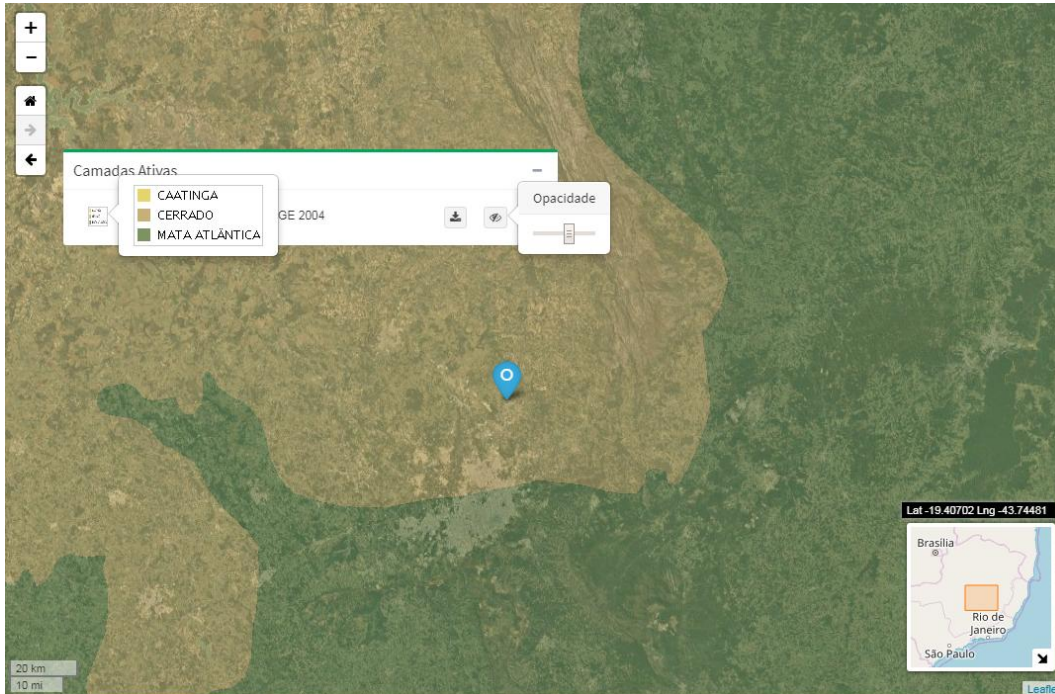 +
−
Camadas Ativas
−
CAATINGA
CERRADO
MATA ATLÂNTICA
GE 2004
Opacidade
Lat -19.40702 Lng -43.74481
Brasília
Rio de
Janeiro
São Paulo
20 km
10 mi
Leafle